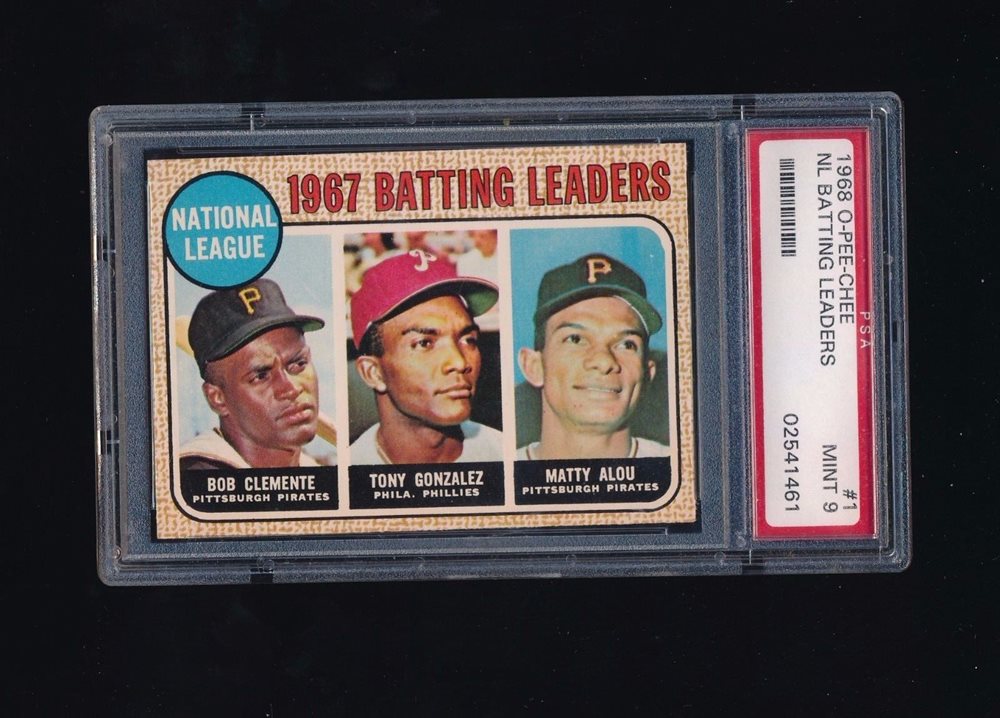 1967 BATTING LEADERS
NATIONAL
LEAGUE
P
P
P
BOB CLEMENTE
PITTSBURGH PIRATES
TONY GONZALEZ
PHILA. PHILLIES
MATTY ALOU
PITTSBURGH PIRATES
PSA
1968 O-PEE-CHEE #1
NL BATTING LEADERS MINT 9
02541461